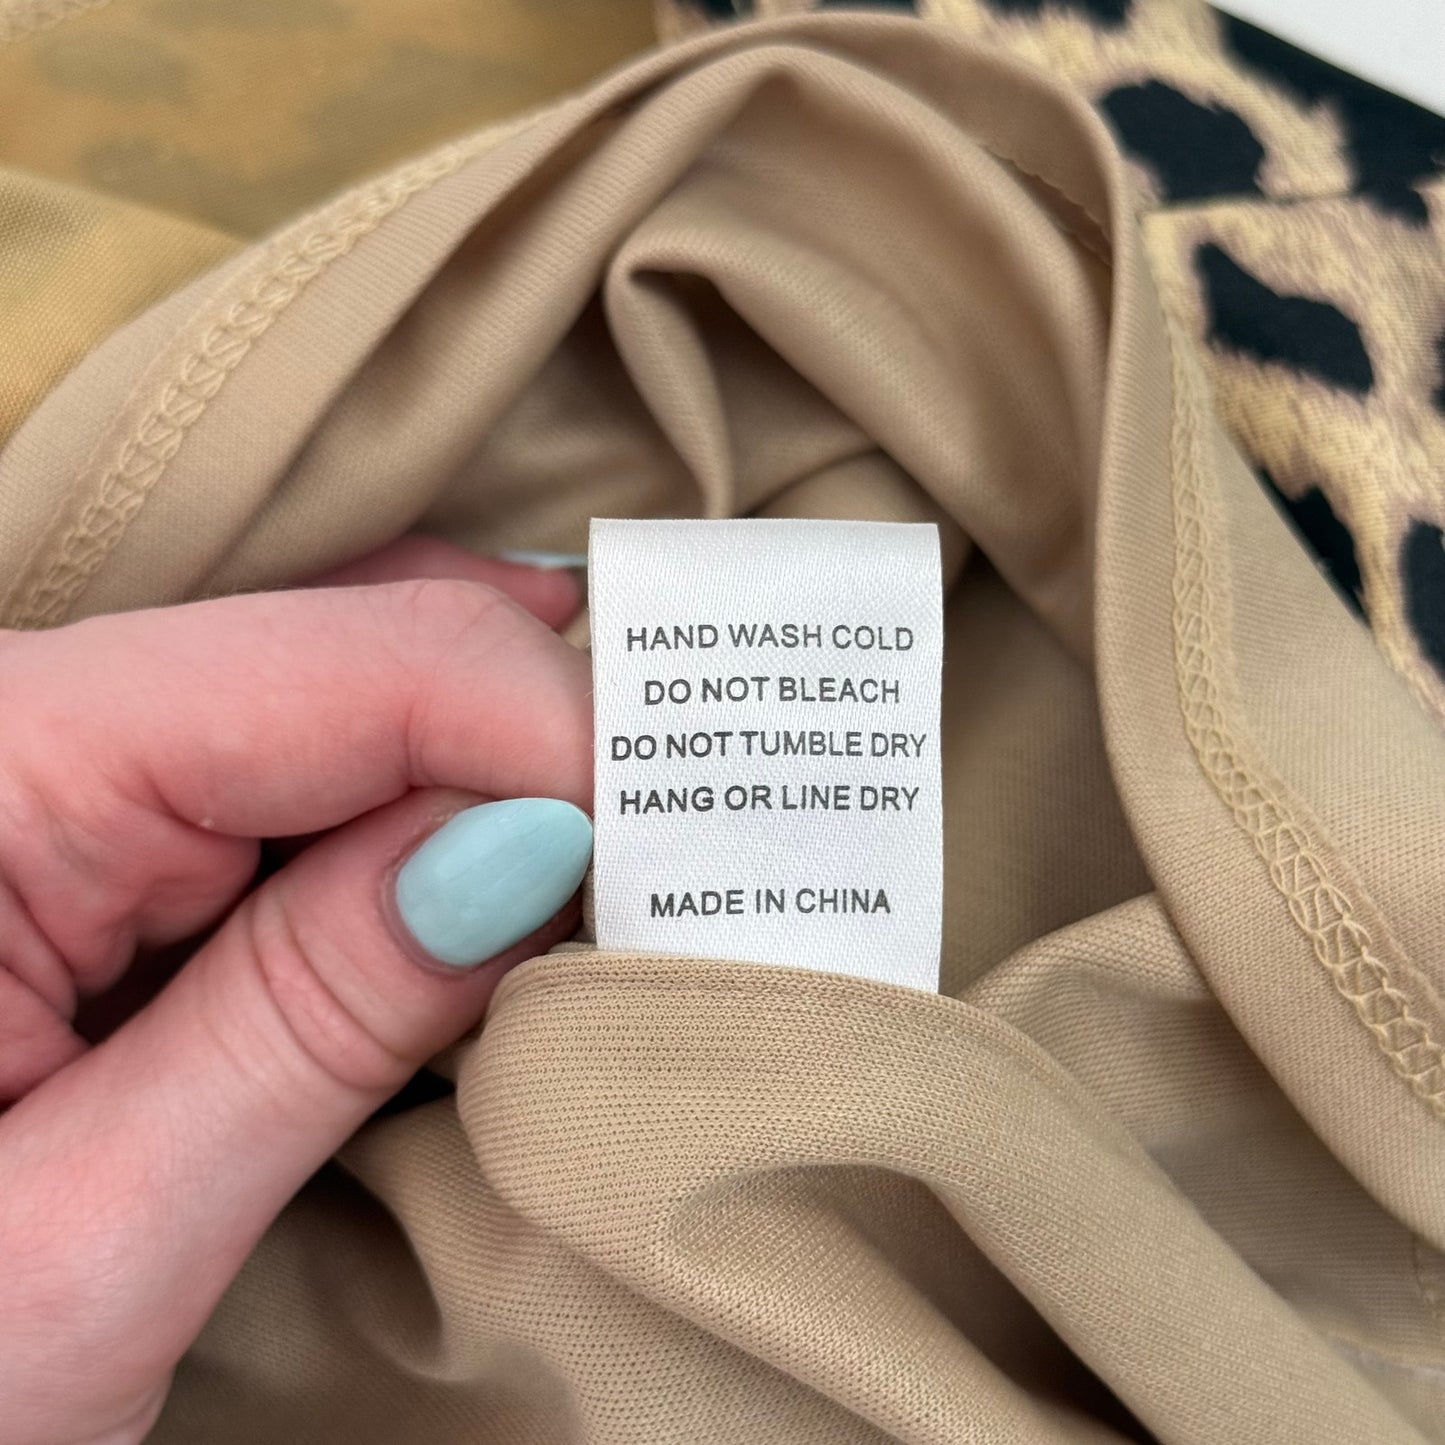 HAND WASH COLD
DO NOT BLEACH
DO NOT TUMBLE DRY
HANG OR LINE DRY
MADE IN CHINA